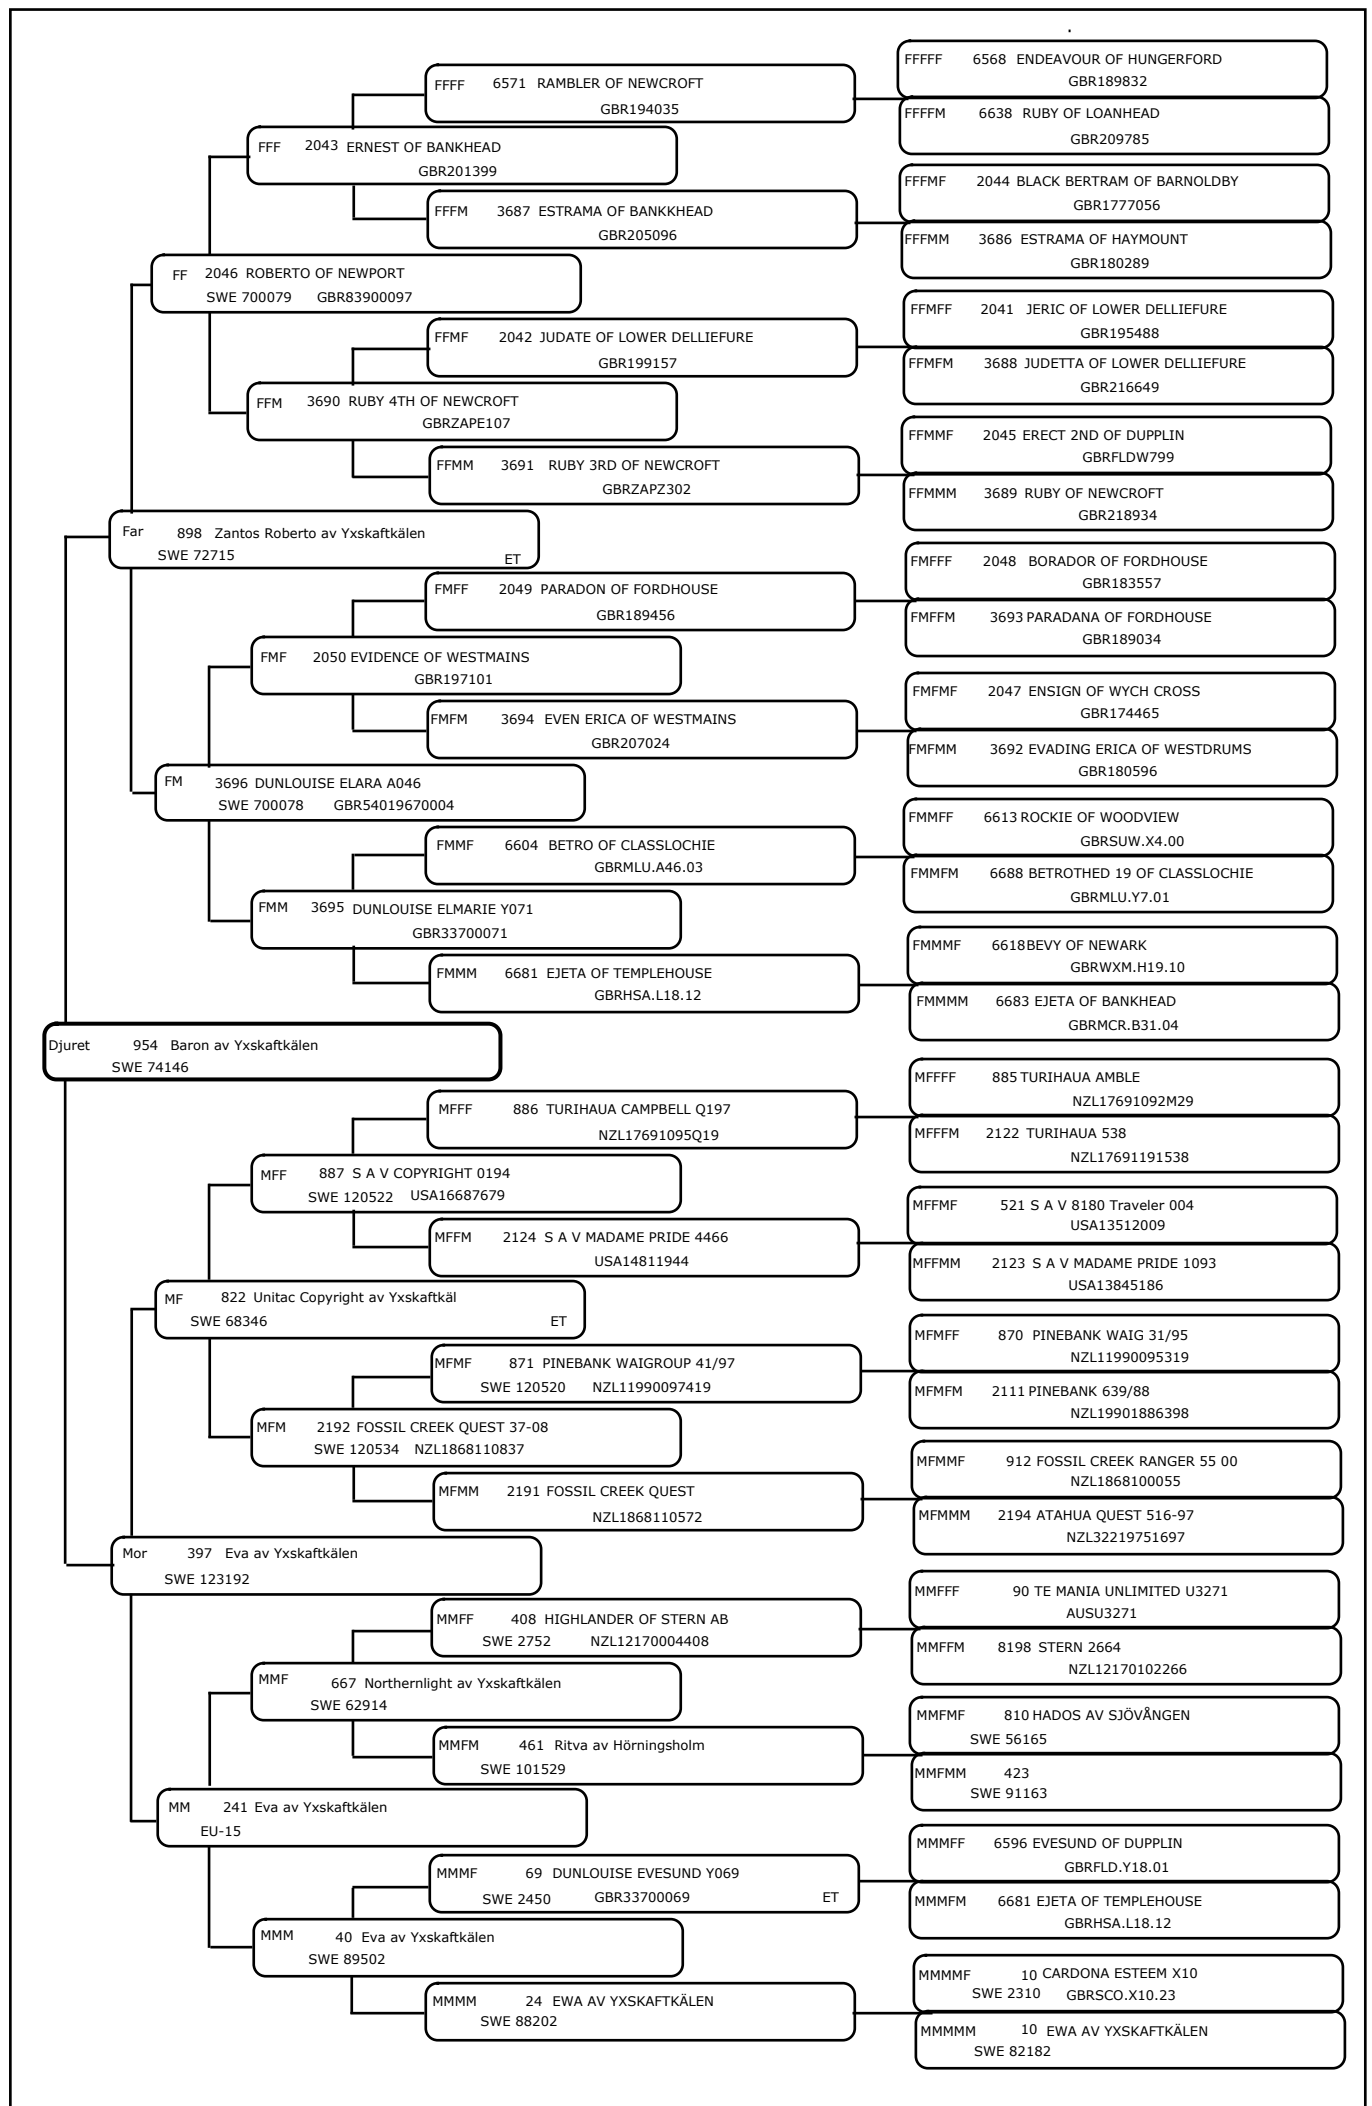 FFFFF 6568 ENDEAVOUR OF HUNGERFORD
GBR189832
FFFF 6571 RAMBLER OF NEWCROFT
GBR194035
FFFFM 6638 RUBY OF LOANHEAD
GBR209785
FFF 2043 ERNEST OF BANKHEAD
GBR201399
FFFMF 2044 BLACK BERTRAM OF BARNOLDBY
GBR1777056
FFFM 3687 ESTRAMA OF BANKKHEAD
GBR205096
FFFMM 3686 ESTRAMA OF HAYMOUNT
GBR180289
FF 2046 ROBERTO OF NEWPORT
SWE 700079 GBR83900097
FFMFF 2041 JERIC OF LOWER DELLIEFURE
GBR195488
FFMF 2042 JUDATE OF LOWER DELLIEFURE
GBR199157
FFMFM 3688 JUDETTA OF LOWER DELLIEFURE
GBR216649
FFM 3690 RUBY 4TH OF NEWCROFT
GBRZAPE107
FFMMF 2045 ERECT 2ND OF DUPPLIN
GBRFLDW799
FFMM 3691 RUBY 3RD OF NEWCROFT
GBRZAPZ302
FFMMM 3689 RUBY OF NEWCROFT
GBR218934
Far 898 Zantos Roberto av Yxskaftkälen
SWE 72715 ET
FMFFF 2048 BORADOR OF FORDHOUSE
GBR183557
FMFF 2049 PARADON OF FORDHOUSE
GBR189456
FMFFM 3693 PARADANA OF FORDHOUSE
GBR189034
FMF 2050 EVIDENCE OF WESTMAINS
GBR197101
FMFMF 2047 ENSIGN OF WYCH CROSS
GBR174465
FMFM 3694 EVEN ERICA OF WESTMAINS
GBR207024
FMFMM 3692 EVADING ERICA OF WESTDRUMS
GBR180596
FM 3696 DUNLOUISE ELARA A046
SWE 700078 GBR54019670004
FMMFF 6613 ROCKIE OF WOODVIEW
GBRSUW.X4.00
FMMF 6604 BETRO OF CLASSLOCHIE
GBRMLU.A46.03
FMMFM 6688 BETROTHED 19 OF CLASSLOCHIE
GBRMLU.Y7.01
FMM 3695 DUNLOUISE ELMARIE Y071
GBR33700071
FMMMF 6618 BEVY OF NEWARK
GBRWXM.H19.10
FMMM 6681 EJETA OF TEMPLEHOUSE
GBRHSA.L18.12
FMMMM 6683 EJETA OF BANKHEAD
GBRMCR.B31.04
Djuret 954 Baron av Yxskaftkälen
SWE 74146
MFFFF 885 TURIHAUA AMBLE
NZL17691092M29
MFFF 886 TURIHAUA CAMPBELL Q197
NZL17691095Q19
MFFFM 2122 TURIHAUA 538
NZL17691191538
MFF 887 S A V COPYRIGHT 0194
SWE 120522 USA16687679
MFFMF 521 S A V 8180 Traveler 004
USA13512009
MFFM 2124 S A V MADAME PRIDE 4466
USA14811944
MFFMM 2123 S A V MADAME PRIDE 1093
USA13845186
MF 822 Unitac Copyright av Yxskaftkäl
SWE 68346 ET
MFMFF 870 PINEBANK WAIG 31/95
NZL11990095319
MFMF 871 PINEBANK WAIGROUP 41/97
SWE 120520 NZL11990097419
MFMFM 2111 PINEBANK 639/88
NZL19901886398
MFM 2192 FOSSIL CREEK QUEST 37-08
SWE 120534 NZL1868110837
MFMMF 912 FOSSIL CREEK RANGER 55 00
NZL1868100055
MFMM 2191 FOSSIL CREEK QUEST
NZL1868110572
MFMMM 2194 ATAHUA QUEST 516-97
NZL32219751697
Mor 397 Eva av Yxskaftkälen
SWE 123192
MMFFF 90 TE MANIA UNLIMITED U3271
AUSU3271
MMFF 408 HIGHLANDER OF STERN AB
SWE 2752 NZL12170004408
MMFFM 8198 STERN 2664
NZL12170102266
MMF 667 Northernlight av Yxskaftkälen
SWE 62914
MMFMF 810 HADOS AV SJÖVÅNGEN
SWE 56165
MMFM 461 Ritva av Hörningsholm
SWE 101529
MMFMM 423
SWE 91163
MM 241 Eva av Yxskaftkälen
EU-15
MMMFF 6596 EVESUND OF DUPPLIN
GBRFLD.Y18.01
MMMF 69 DUNLOUISE EVESUND Y069
SWE 2450 GBR33700069 ET
MMMFM 6681 EJETA OF TEMPLEHOUSE
GBRHSA.L18.12
MMM 40 Eva av Yxskaftkälen
SWE 89502
MMMMF 10 CARDONA ESTEEM X10
SWE 2310 GBRSCO.X10.23
MMMM 24 EWA AV YXSKAFTKÄLEN
SWE 88202
MMMMM 10 EWA AV YXSKAFTKÄLEN
SWE 82182